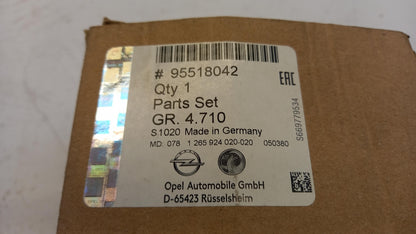 # 95518042
Qty 1
Parts Set
GR. 4.710
S1020 Made in Germany
MD. 078 1 265 924 020-020 050380
Opel Automobile GmbH
D-65423 Rüsselsheim
EAC
S669779534